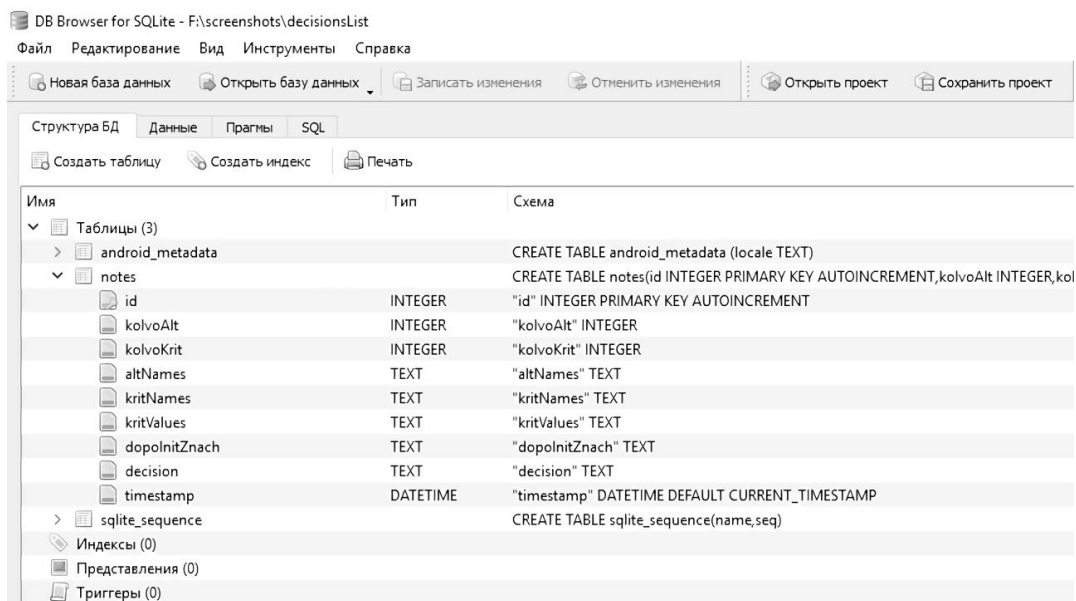 DB Browser for SQLite - F:\screenshots\decisionsList
Файл Редактирование Вид Инструменты Справка
Новая база данных Открыть базу данных Записать изменения Отменить изменения Открыть проект Сохранить проект
Структура БД Данные Прагмы SQL
Создать таблицу Создать индекс Печать
Имя Тип Схема
Таблицы (3)
android_metadata CREATE TABLE android_metadata (locale TEXT)
notes CREATE TABLE notes(id INTEGER PRIMARY KEY AUTOINCREMENT,kolvoAlt INTEGER,kol
id INTEGER "id" INTEGER PRIMARY KEY AUTOINCREMENT
kolvoAlt INTEGER "kolvoAlt" INTEGER
kolvoKrit INTEGER "kolvoKrit" INTEGER
altNames TEXT "altNames" TEXT
kritNames TEXT "kritNames" TEXT
kritValues TEXT "kritValues" TEXT
dopolnitZnach TEXT "dopolnitZnach" TEXT
decision TEXT "decision" TEXT
timestamp DATETIME "timestamp" DATETIME DEFAULT CURRENT_TIMESTAMP
sqlite_sequence CREATE TABLE sqlite_sequence(name,seq)
Индексы (0)
Представления (0)
Триггеры (0)